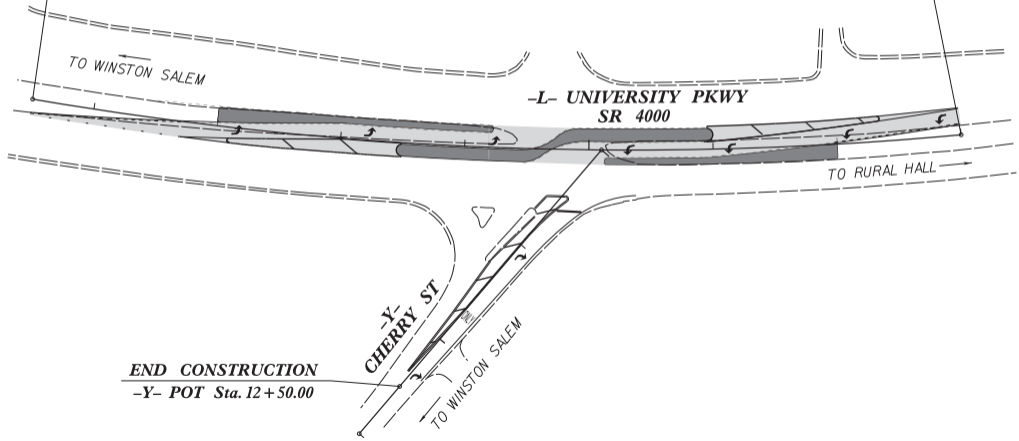 TO WINSTON SALEM
-L- UNIVERSITY PKWY
SR 4000
TO RURAL HALL
-Y-
CHERRY ST
END CONSTRUCTION
-Y- POT Sta. 12+50.00
TO WINSTON SALEM